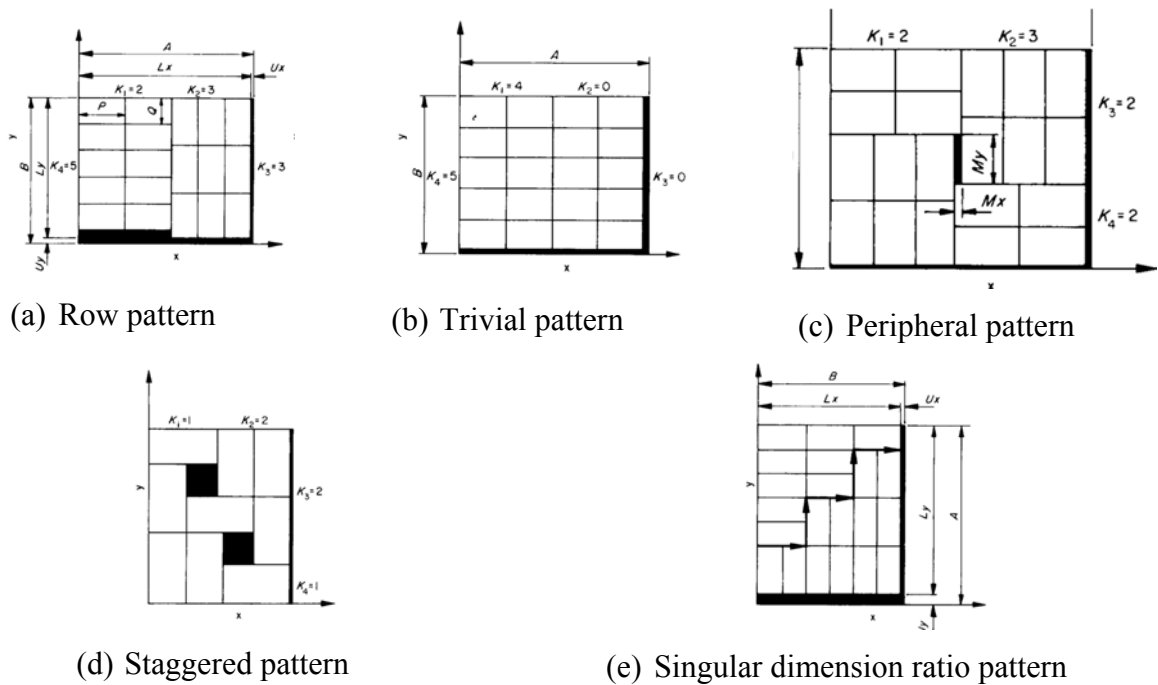 A
Lx
Ux
K₁=2
K₂=3
P
Q
y
B
Ly
K₄=5
K₃=3
Uy
x
(a) Row pattern
A
K₁=4
K₂=0
y
B
K₄=5
K₃=0
x
(b) Trivial pattern
K₁=2
K₂=3
K₃=2
My
Mx
K₄=2
x
(c) Peripheral pattern
K₁=1
K₂=2
y
K₃=2
K₄=1
x
(d) Staggered pattern
B
Lx
Ux
y
Ly
A
x
(e) Singular dimension ratio pattern